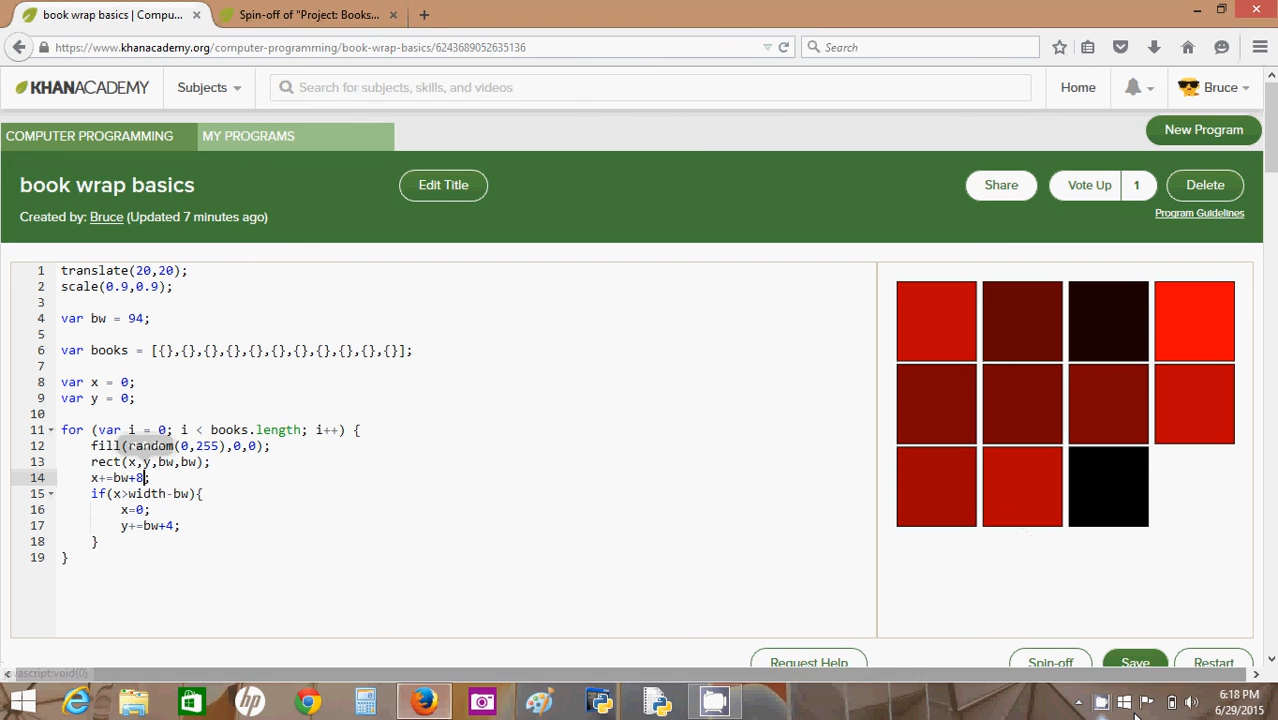 book wrap basics | Compu... ×
Spin-off of "Project: Books... ×
https://www.khanacademy.org/computer-programming/book-wrap-basics/6243689052635136
Search
KHANACADEMY
Subjects
Search for subjects, skills, and videos
Home
Bruce
COMPUTER PROGRAMMING
MY PROGRAMS
New Program
book wrap basics
Edit Title
Share
Vote Up
1
Delete
Created by: Bruce (Updated 7 minutes ago)
Program Guidelines
1 translate(20,20);
2 scale(0.9,0.9);
3
4 var bw = 94;
5
6 var books = [{},{},{},{},{},{},{},{},{},{},{}];
7
8 var x = 0;
9 var y = 0;
10
11 for (var i = 0; i < books.length; i++) {
12 fill(random(0,255),0,0);
13 rect(x,y,bw,bw);
14 x+=bw+8;
15 if(x>width-bw){
16 x=0;
17 y+=bw+4;
18 }
19 }
Request Help
Spin-off
Save
Restart
javascript:void(0)
6:18 PM
6/29/2015